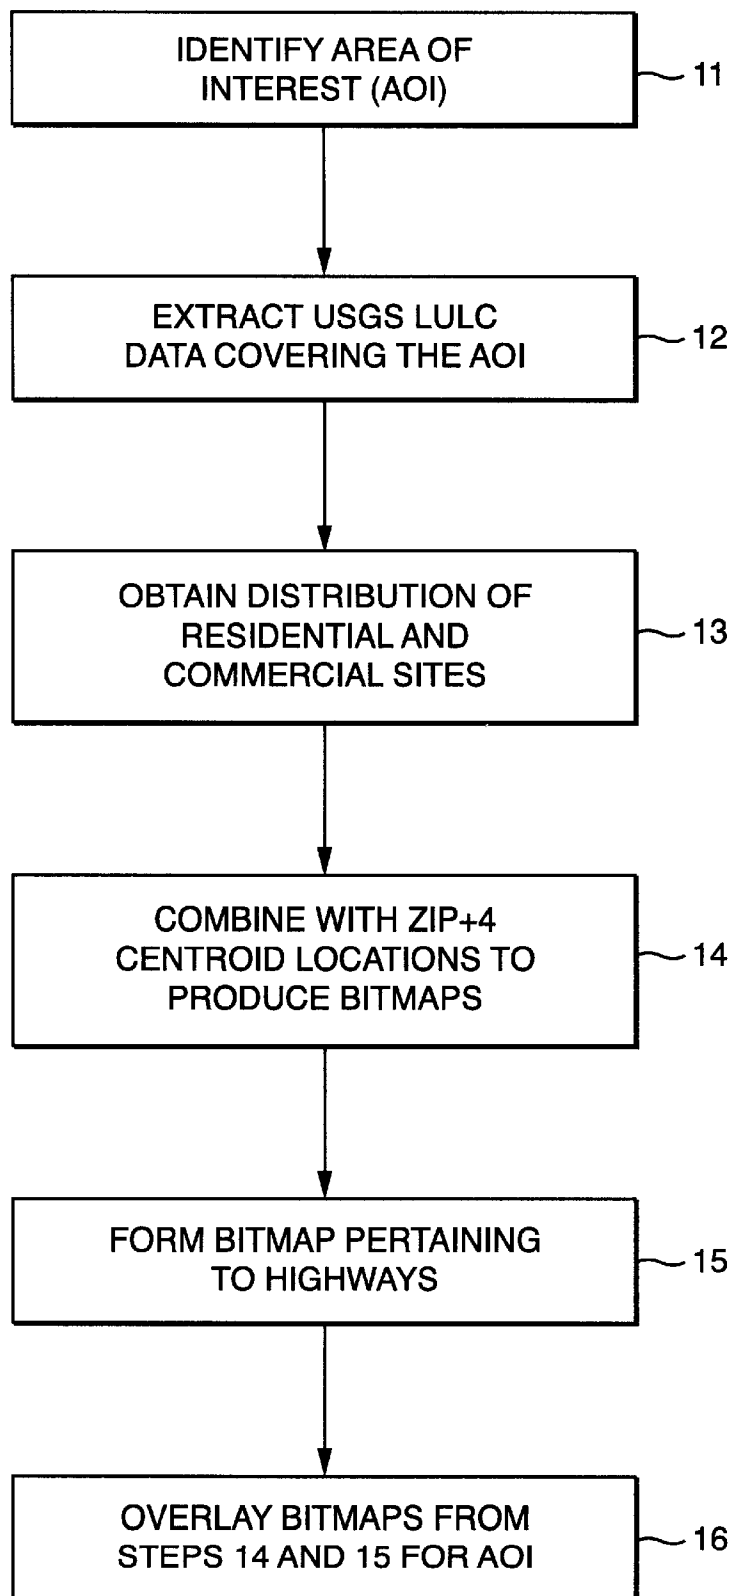 IDENTIFY AREA OF
INTEREST (AOI)
11
EXTRACT USGS LULC
DATA COVERING THE AOI
12
OBTAIN DISTRIBUTION OF
RESIDENTIAL AND
COMMERCIAL SITES
13
COMBINE WITH ZIP+4
CENTROID LOCATIONS TO
PRODUCE BITMAPS
14
FORM BITMAP PERTAINING
TO HIGHWAYS
15
OVERLAY BITMAPS FROM
STEPS 14 AND 15 FOR AOI
16